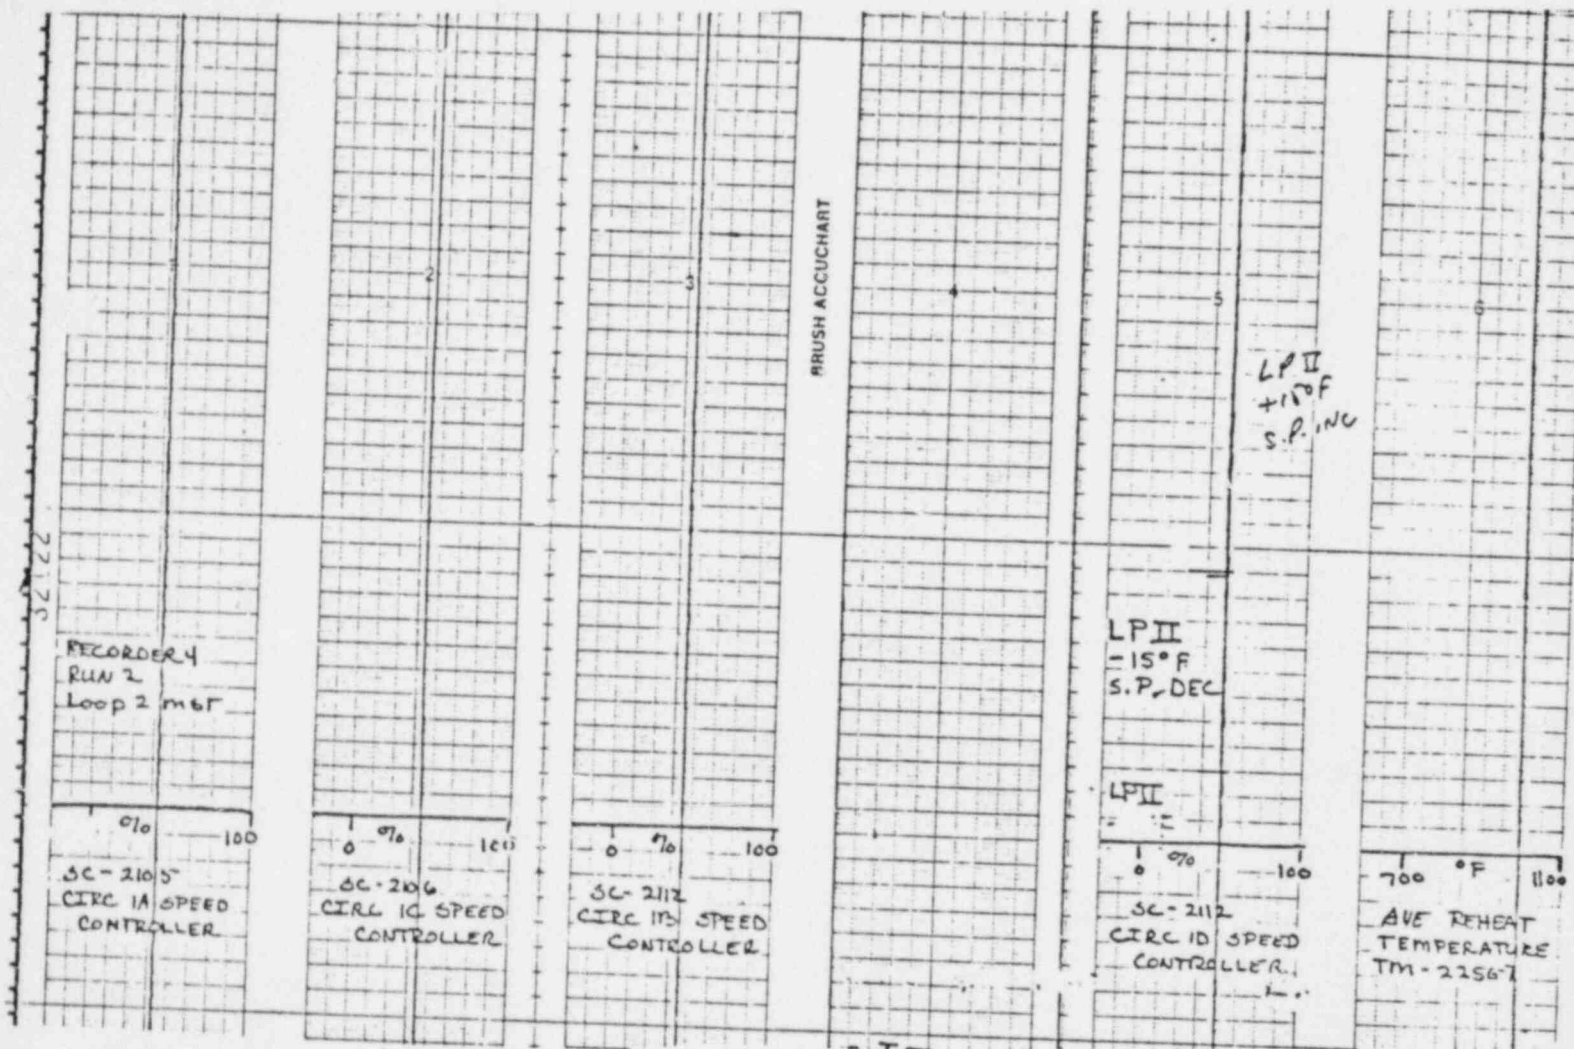 1
2
3
BRUSH ACCUCHART
4
5
6
LP II
+15°F
S.P. INC
32122
RECORDER 4
RUN 2
Loop 2 MST
LP II
-15°F
S.P. DEC
LP II
% 100
SC-2105
CIRC 1A SPEED
CONTROLLER
0 % 100
SC-2106
CIRC 1C SPEED
CONTROLLER
0 % 100
SC-2112
CIRC 1B SPEED
CONTROLLER
0 % 100
SC-2112
CIRC 1D SPEED
CONTROLLER
700 °F 1100
AVE REHEAT
TEMPERATURE
TM-2256-7